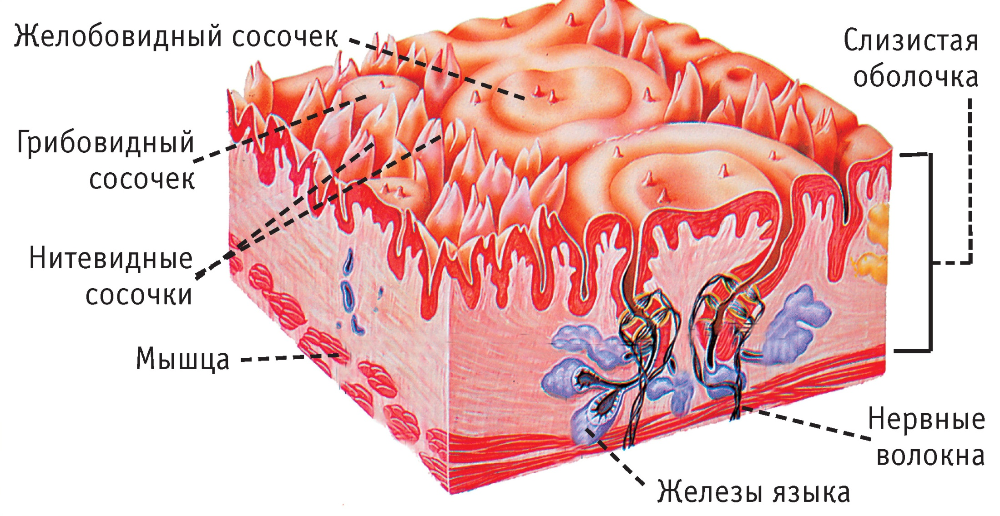 Желобовидный сосочек
Слизистая
оболочка
Грибовидный
сосочек
Нитевидные
сосочки
Мышца
Нервные
волокна
Железы языка